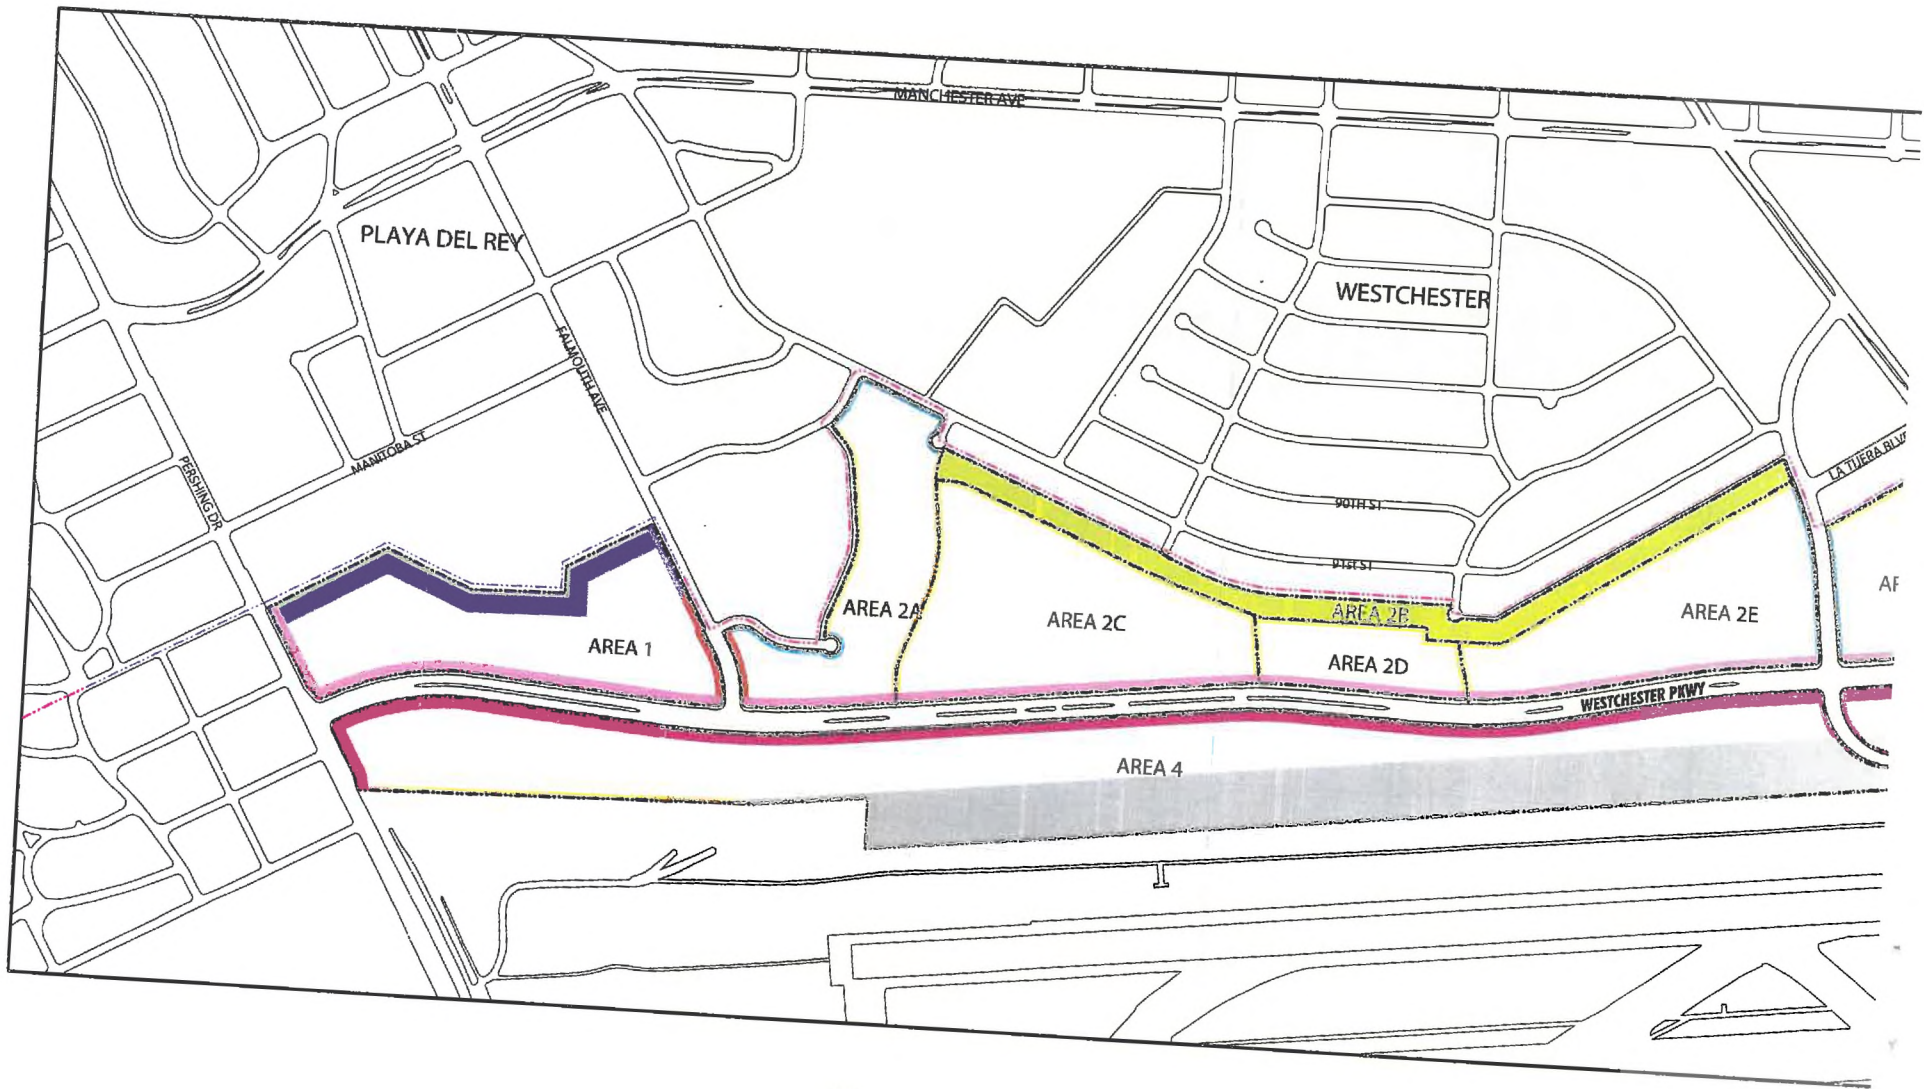 MANCHESTER AVE
PLAYA DEL REY
WESTCHESTER
FALMOUTH AVE
MANITOBA ST
PERSHING DR
LA TIJERA BLV
90TH ST
91st ST
AREA 2A
AREA 2B
AREA 2C
AREA 2E
AREA 1
AREA 2D
WESTCHESTER PKWY
AREA 4